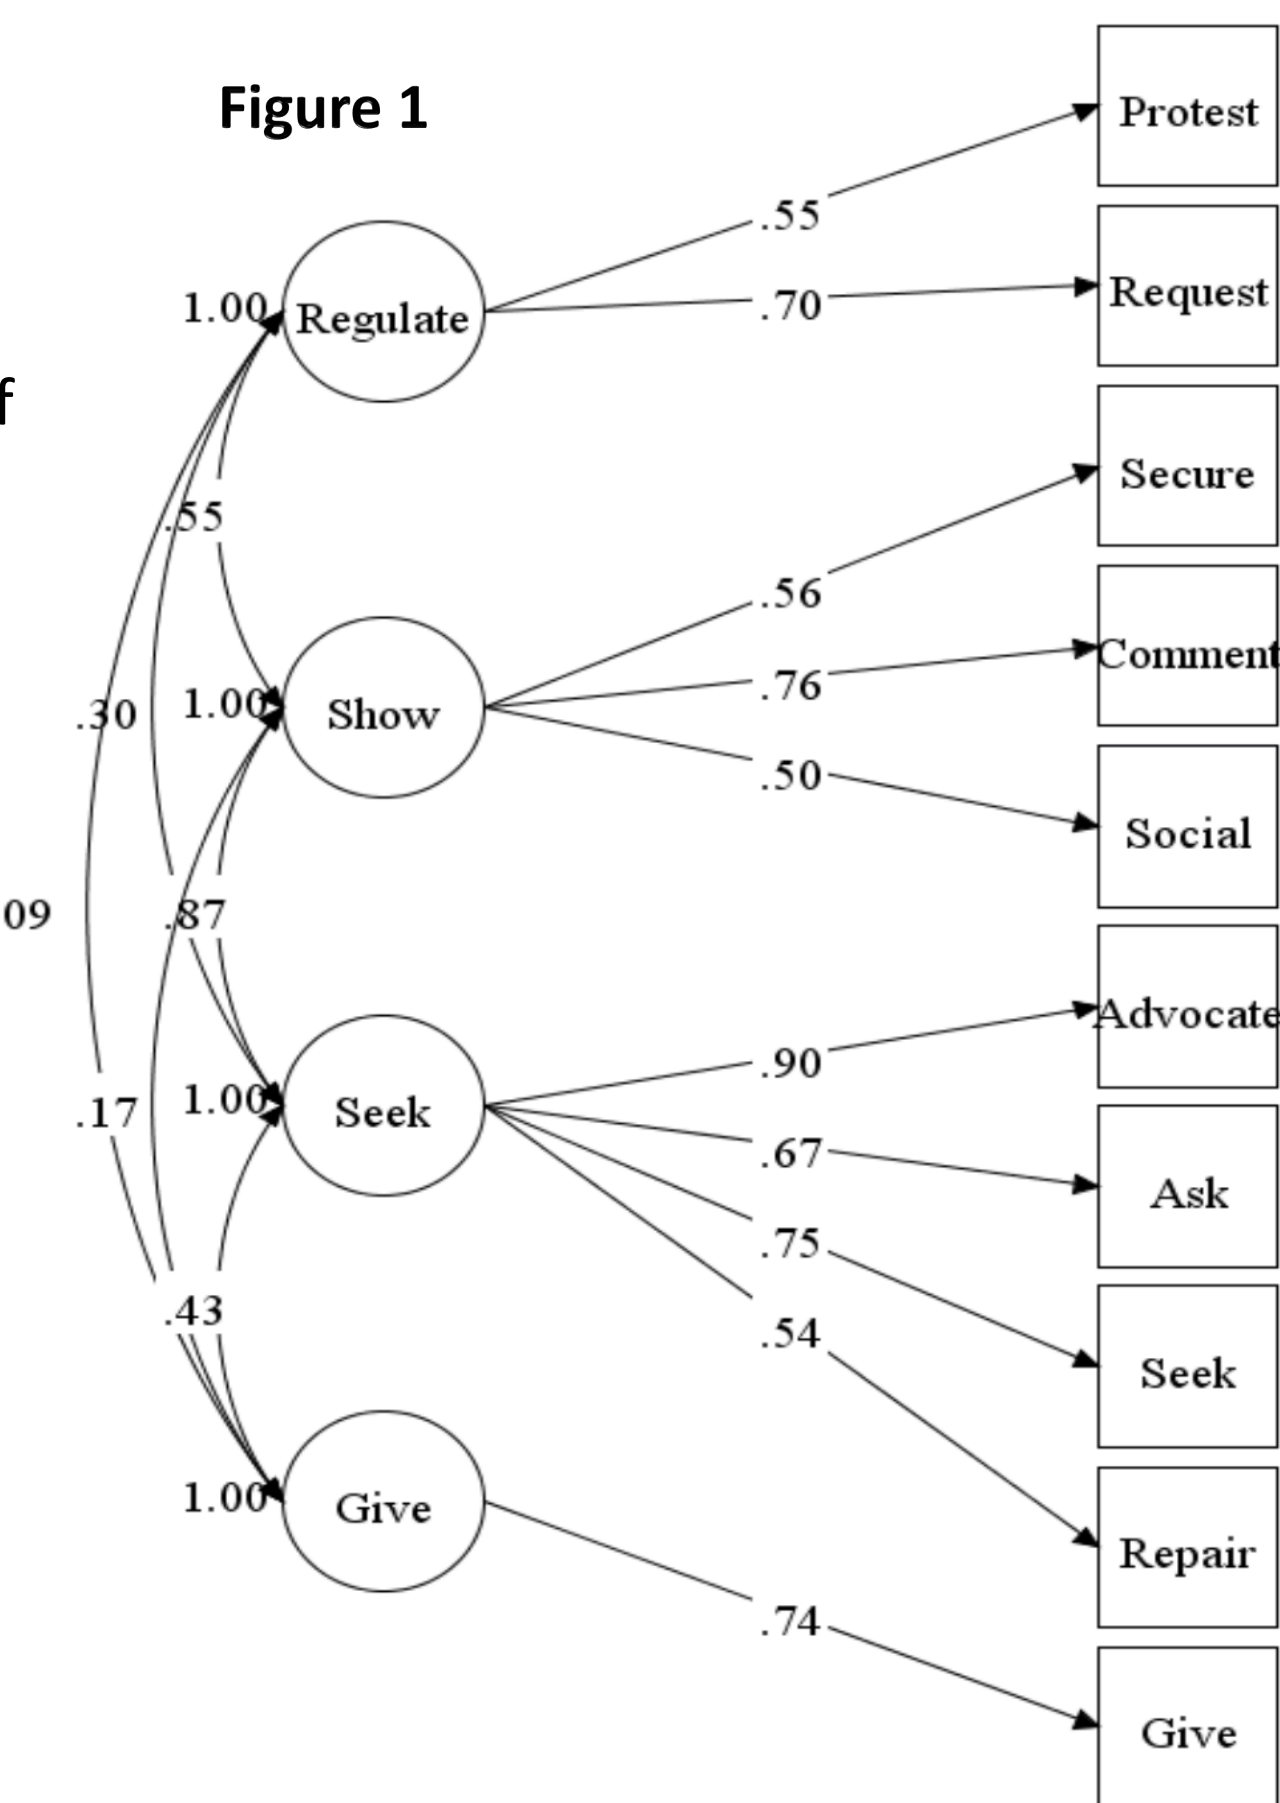 Figure 1
f
Protest
Request
Secure
Comment
Social
Advocate
Ask
Seek
Repair
Give
.55
.70
.56
.76
.50
.90
.67
.75
.54
.74
1.00
Regulate
1.00
Show
1.00
Seek
1.00
Give
.55
.30
.87
09
.17
.43